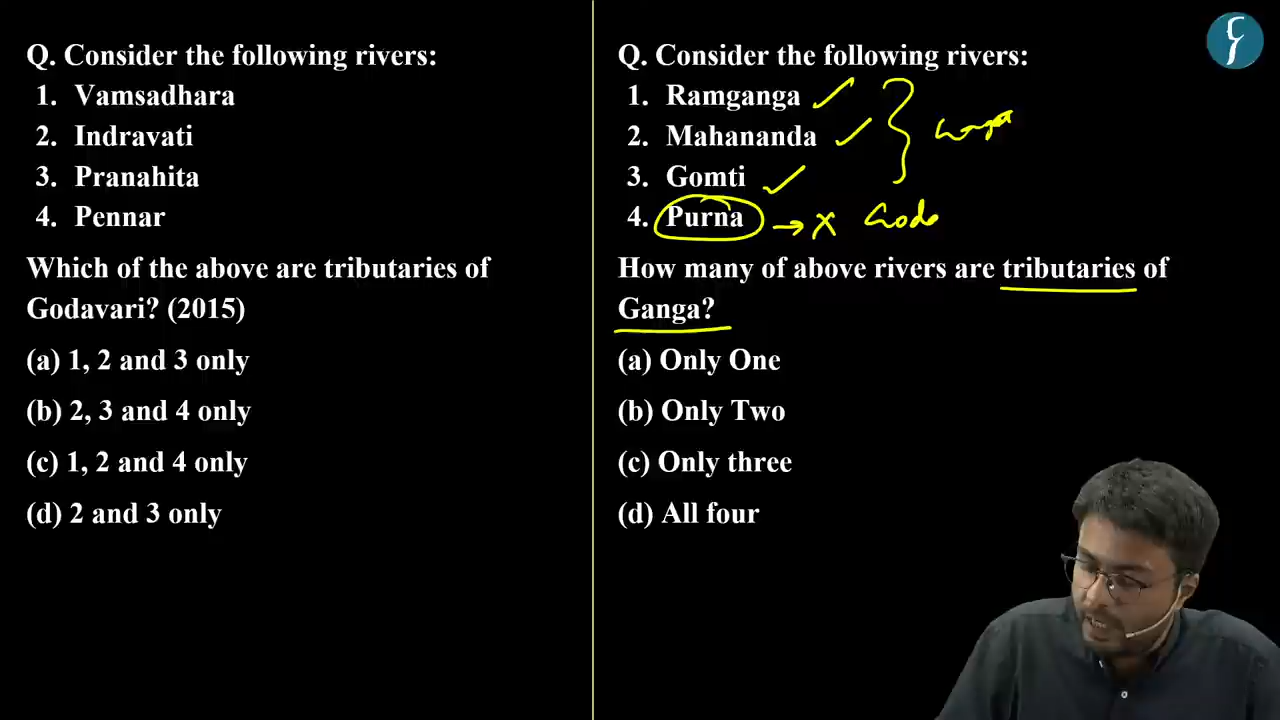 Q. Consider the following rivers:
1. Vamsadhara
2. Indravati
3. Pranahita
4. Pennar
Which of the above are tributaries of
Godavari? (2015)
(a) 1, 2 and 3 only
(b) 2, 3 and 4 only
(c) 1, 2 and 4 only
(d) 2 and 3 only
Q. Consider the following rivers:
1. Ramganga
2. Mahananda
3. Gomti
Ganga
4. Purna → x Goda
How many of above rivers are tributaries of
Ganga?
(a) Only One
(b) Only Two
(c) Only three
(d) All four